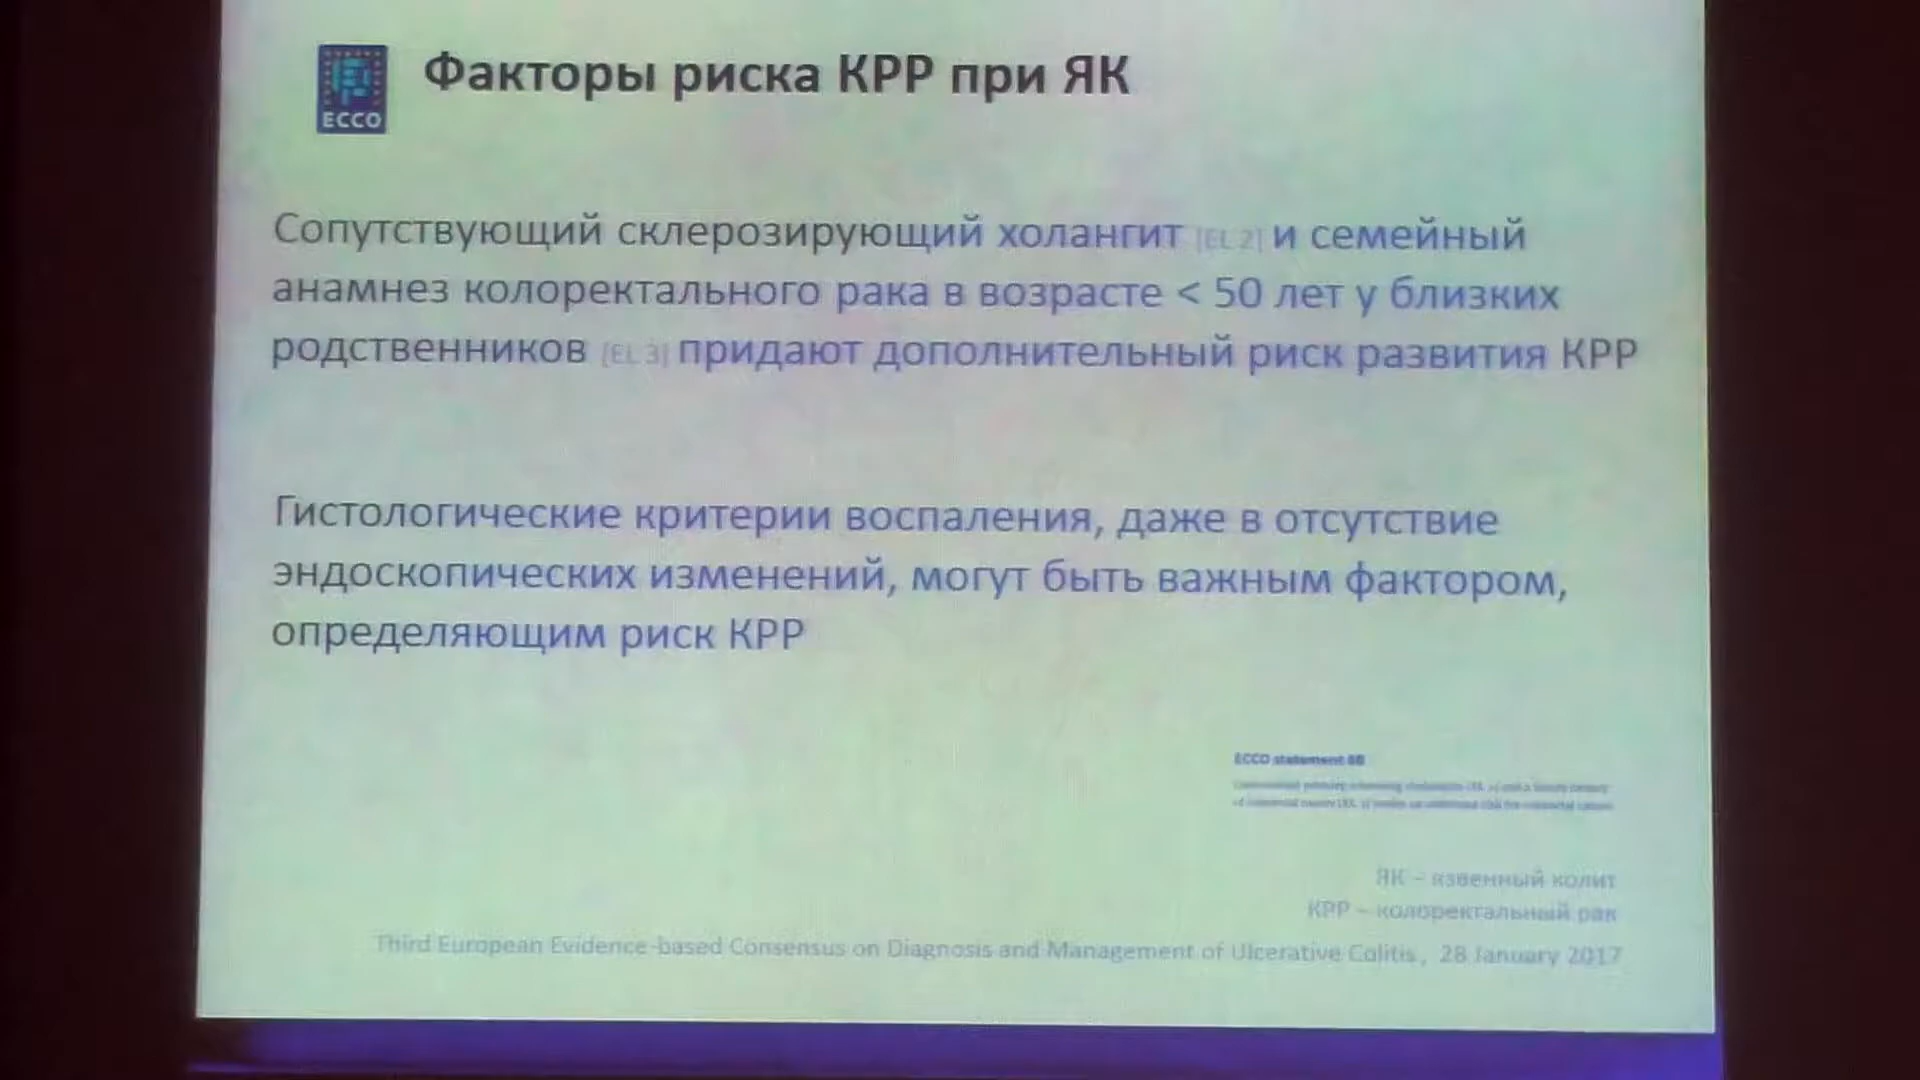 ECCO
Факторы риска КРР при ЯК
Сопутствующий склерозирующий холангит [EL 2] и семейный
анамнез колоректального рака в возрасте < 50 лет у близких
родственников [EL 3] придают дополнительный риск развития КРР
Гистологические критерии воспаления, даже в отсутствие
эндоскопических изменений, могут быть важным фактором,
определяющим риск КРР
ECCO statement 8B
ЯК – язвенный колит
КРР – колоректальный рак
Third European Evidence-based Consensus on Diagnosis and Management of Ulcerative Colitis, 28 January 2017